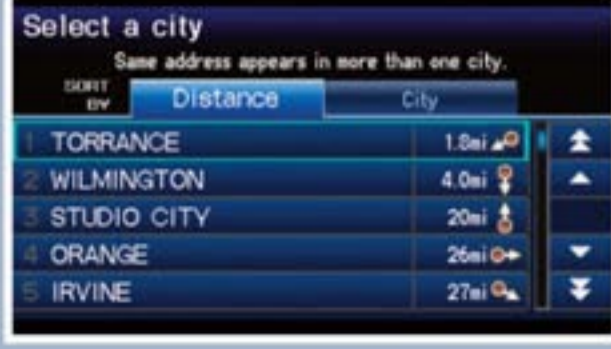 Select a city
Same address appears in more than one city.
SORT BY Distance City
1 TORRANCE 1.8mi
2 WILMINGTON 4.0mi
3 STUDIO CITY 20mi
4 ORANGE 26mi
5 IRVINE 27mi